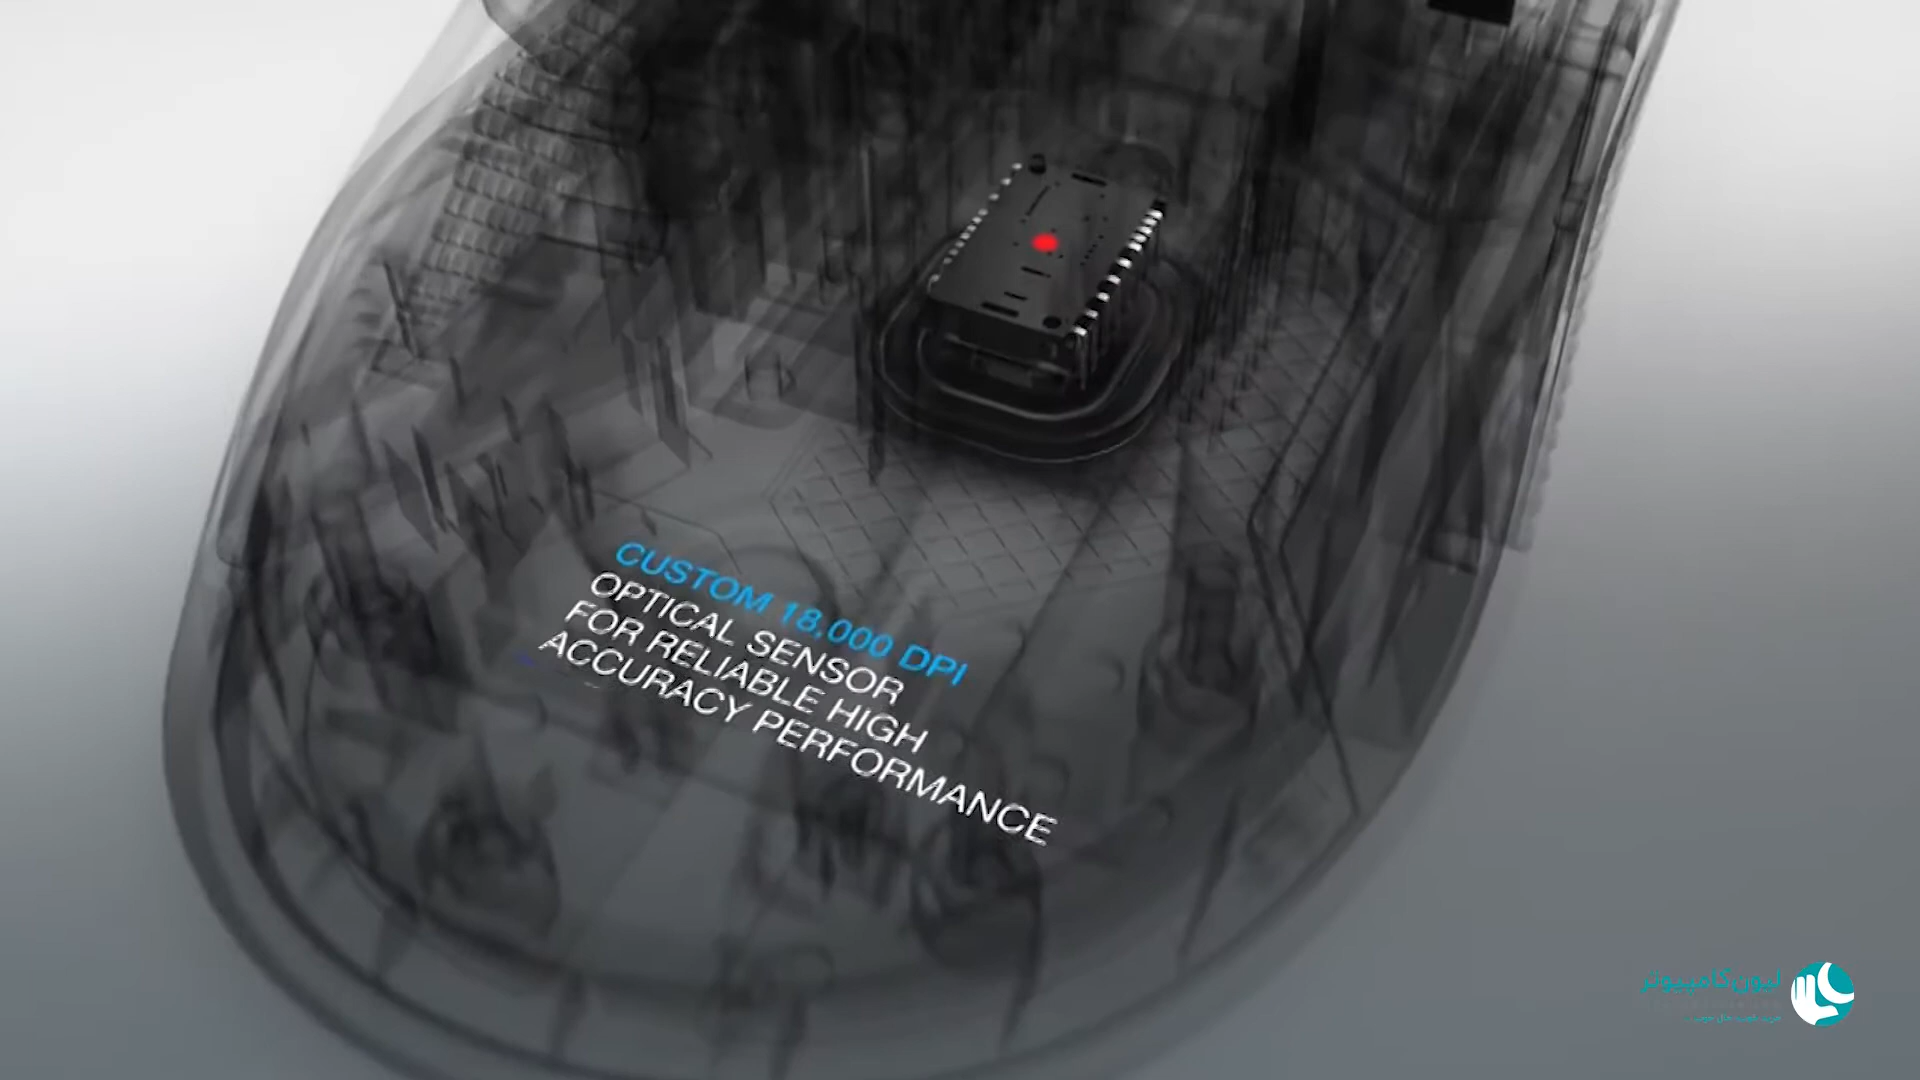 CUSTOM 18,000 DPI
OPTICAL SENSOR
FOR RELIABLE HIGH
ACCURACY PERFORMANCE
لیون کامپیوتر